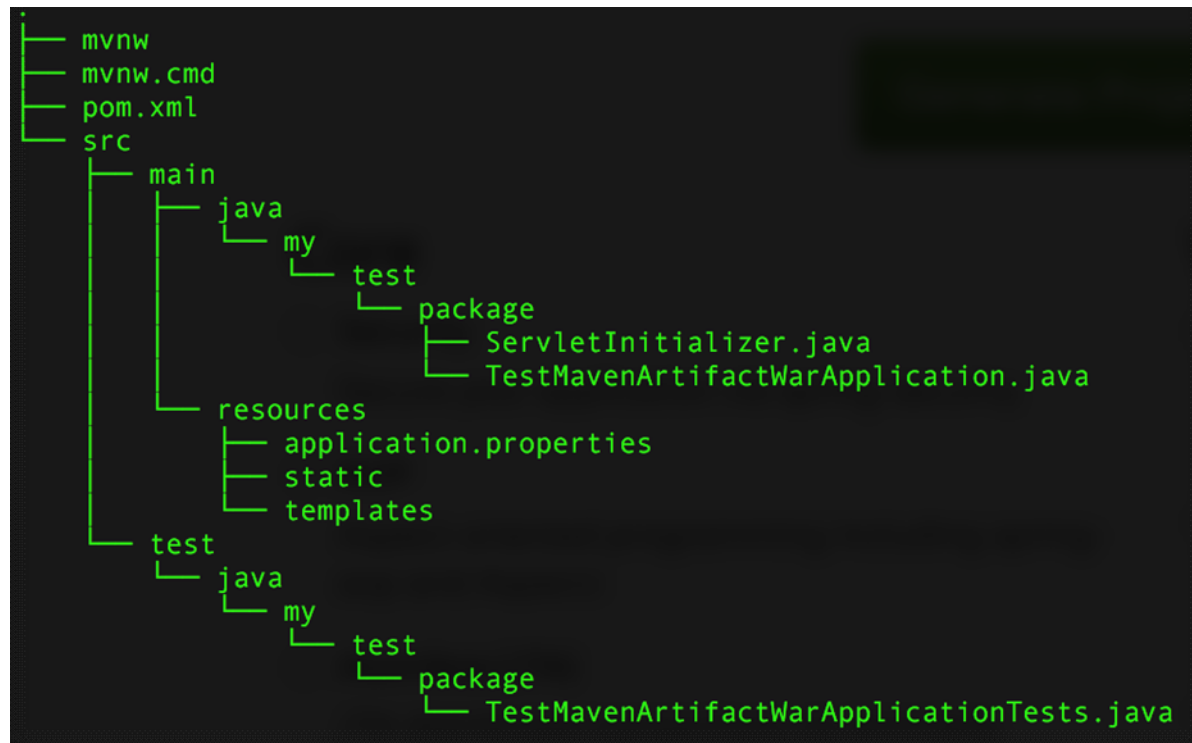 .
├── mvnw
├── mvnw.cmd
├── pom.xml
└── src
    ├── main
    │   ├── java
    │   │   └── my
    │   │       └── test
    │   │           └── package
    │   │               ├── ServletInitializer.java
    │   │               └── TestMavenArtifactWarApplication.java
    │   └── resources
    │       ├── application.properties
    │       ├── static
    │       └── templates
    └── test
        └── java
            └── my
                └── test
                    └── package
                        └── TestMavenArtifactWarApplicationTests.java